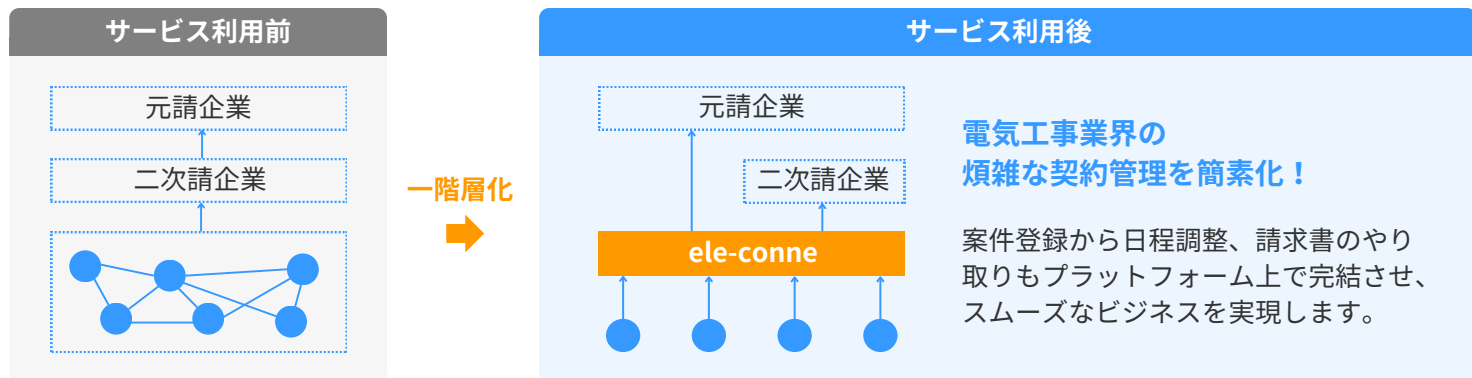 サービス利用前
元請企業
二次請企業
一階層化
サービス利用後
元請企業
二次請企業
ele-conne
電気工事業界の
煩雑な契約管理を簡素化！
案件登録から日程調整、請求書のやり
取りもプラットフォーム上で完結させ、
スムーズなビジネスを実現します。